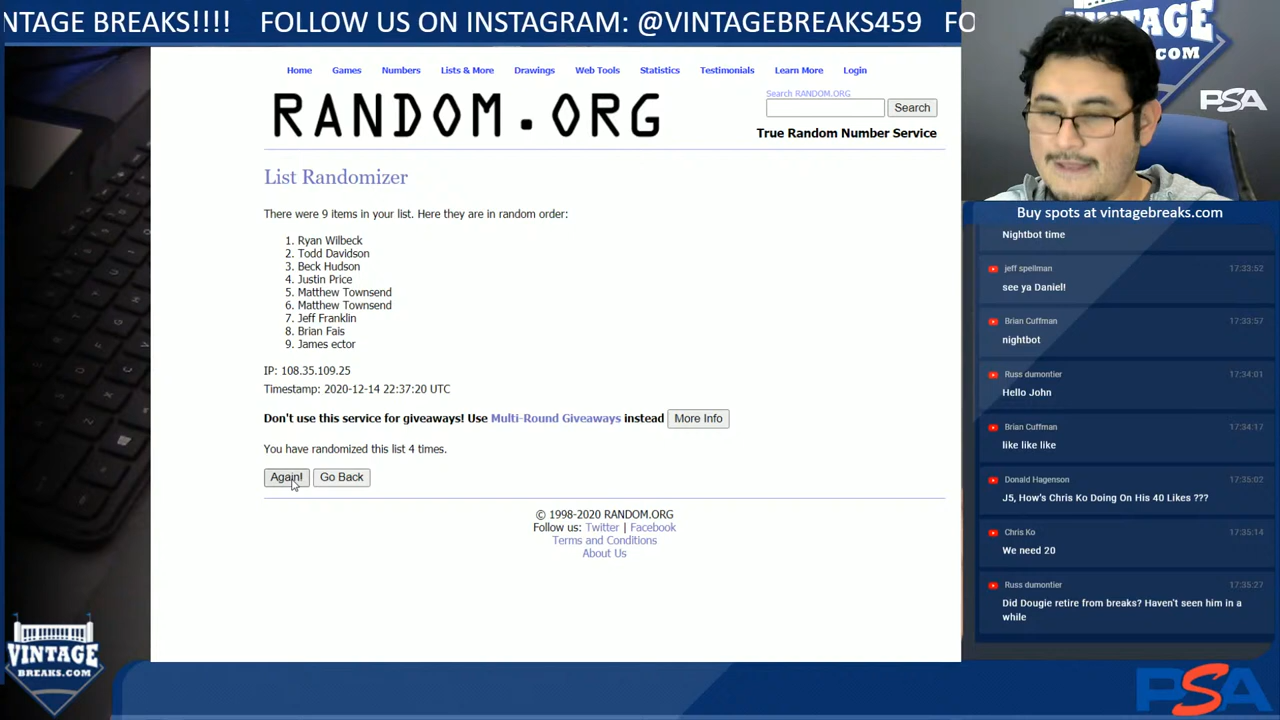 NTAGE BREAKS!!!! FOLLOW US ON INSTAGRAM: @VINTAGEBREAKS459 FO
VINTAGE
.COM
PSA
Home Games Numbers Lists & More Drawings Web Tools Statistics Testimonials Learn More Login
RANDOM.ORG
Search RANDOM.ORG
Search
True Random Number Service
List Randomizer
There were 9 items in your list. Here they are in random order:
1. Ryan Wilbeck
2. Todd Davidson
3. Beck Hudson
4. Justin Price
5. Matthew Townsend
6. Matthew Townsend
7. Jeff Franklin
8. Brian Fais
9. James ector
IP: 108.35.109.25
Timestamp: 2020-12-14 22:37:20 UTC
Don't use this service for giveaways! Use Multi-Round Giveaways instead More Info
You have randomized this list 4 times.
Again! Go Back
© 1998-2020 RANDOM.ORG
Follow us: Twitter | Facebook
Terms and Conditions
About Us
Buy spots at vintagebreaks.com
Nightbot time
jeff spellman 17:33:52
see ya Daniel!
Brian Cuffman 17:33:57
nightbot
Russ dumontier 17:34:01
Hello John
Brian Cuffman 17:34:17
like like like
Donald Hagenson 17:35:02
J5, How's Chris Ko Doing On His 40 Likes ???
Chris Ko 17:35:14
We need 20
Russ dumontier 17:35:27
Did Dougie retire from breaks? Haven't seen him in a
while
VINTAGE
BREAKS.COM
PSA